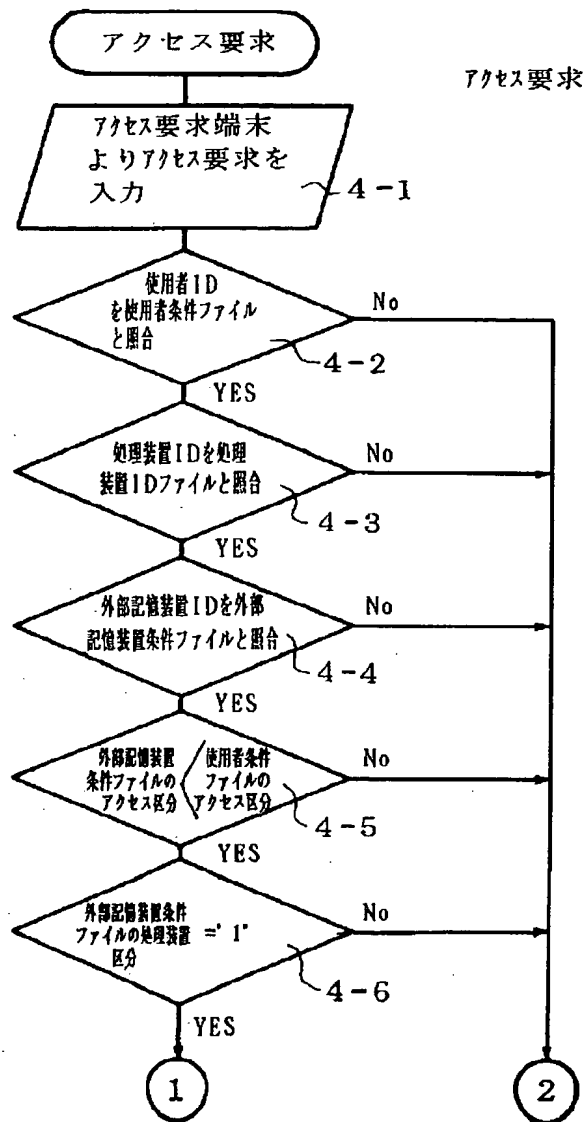 アクセス要求
アクセス要求
アクセス要求端末
よりアクセス要求を
入力
4-1
使用者ID
を使用者条件ファイル
と照合
No
4-2
YES
処理装置IDを処理
装置IDファイルと照合
No
4-3
YES
外部記憶装置IDを外部
記憶装置条件ファイルと照合
No
4-4
YES
外部記憶装置
条件ファイルの
アクセス区分
<
使用者条件
ファイルの
アクセス区分
No
4-5
YES
外部記憶装置条件
ファイルの処理装置 ="1"
区分
No
4-6
YES
1
2